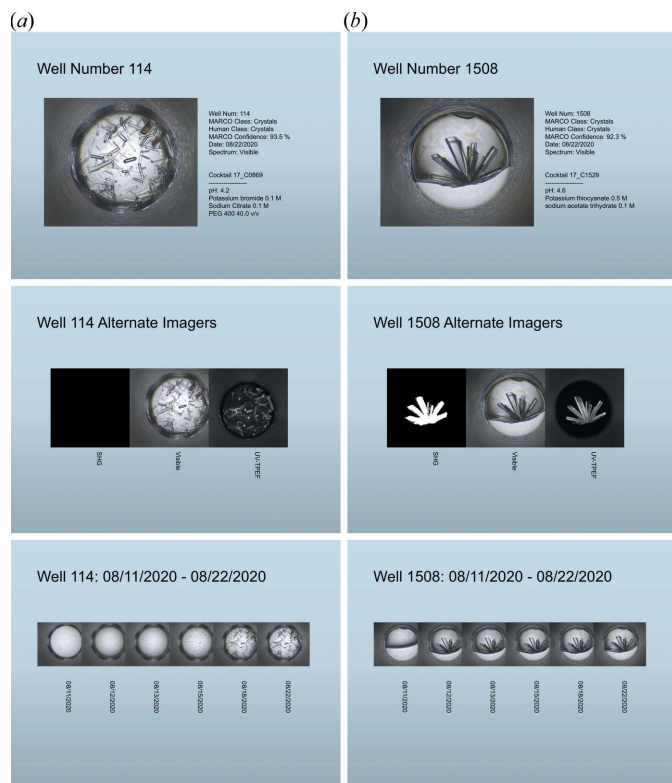 (a)
Well Number 114
Well Num: 114
MARCO Class: Crystals
Human Class: Crystals
MARCO Confidence: 93.5 %
Date: 08/22/2020
Spectrum: Visible
Cocktail 17_C0869
------------------
pH: 4.2
Potassium bromide 0.1 M
Sodium Citrate 0.1 M
PEG 400 40.0 v/v
Well 114 Alternate Imagers
SHG
Visible
UV-TPEF
Well 114: 08/11/2020 - 08/22/2020
08/11/2020
08/12/2020
08/13/2020
08/15/2020
08/18/2020
08/22/2020
(b)
Well Number 1508
Well Num: 1508
MARCO Class: Crystals
Human Class: Crystals
MARCO Confidence: 92.3 %
Date: 08/22/2020
Spectrum: Visible
Cocktail 17_C1529
------------------
pH: 4.6
Potassium thiocyanate 0.5 M
sodium acetate trihydrate 0.1 M
Well 1508 Alternate Imagers
SHG
Visible
UV-TPEF
Well 1508: 08/11/2020 - 08/22/2020
08/11/2020
08/12/2020
08/13/2020
08/15/2020
08/18/2020
08/22/2020